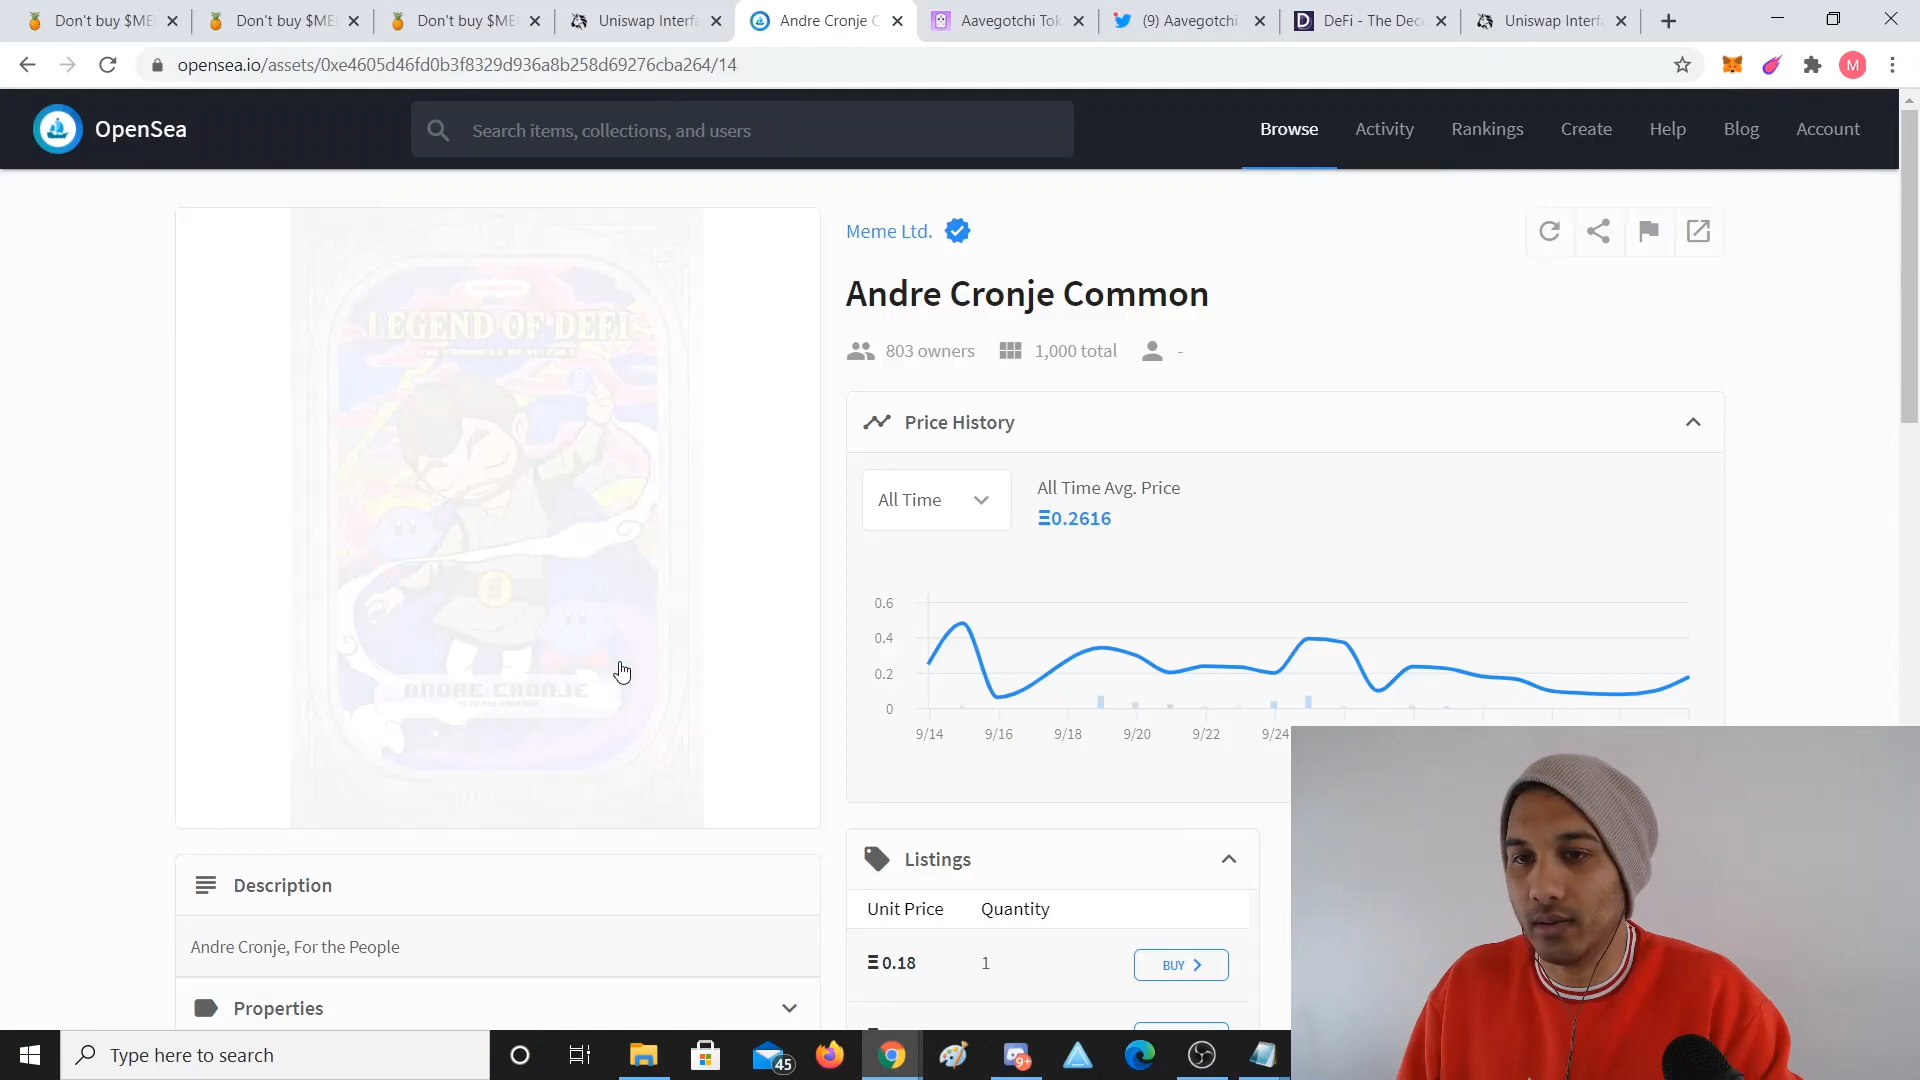 Don't buy $ME
Don't buy $ME
Don't buy $ME
Uniswap Interfa
Andre Cronje C
Aavegotchi Tok
(9) Aavegotchi
DeFi - The Dec
Uniswap Interf
opensea.io/assets/0xe4605d46fd0b3f8329d936a8b258d69276cba264/14
M
OpenSea
Search items, collections, and users
Browse
Activity
Rankings
Create
Help
Blog
Account
LEGEND OF DEFI
ANDRE CRONJE
Meme Ltd.
Andre Cronje Common
803 owners
1,000 total
-
Price History
All Time
All Time Avg. Price
Ξ0.2616
0.6
0.4
0.2
0
9/14
9/16
9/18
9/20
9/22
9/24
Description
Andre Cronje, For the People
Properties
Listings
Unit Price
Quantity
Ξ 0.18
1
BUY
Type here to search
45
9+